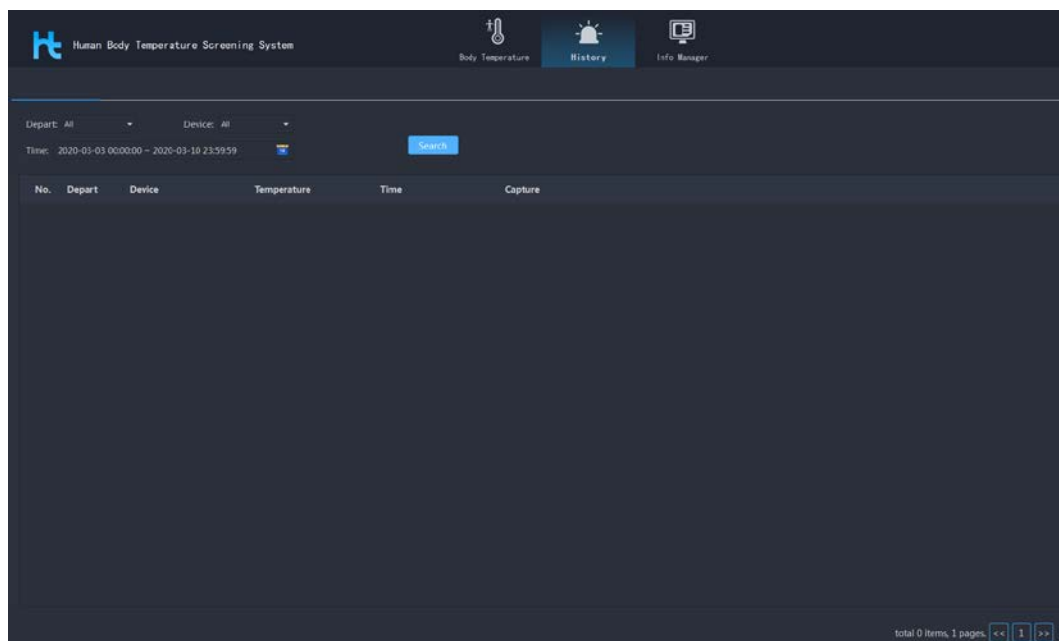 Human Body Temperature Screening System
Body Temperature
History
Info Manager
Depart: All
Device: All
Time: 2020-03-03 00:00:00 ~ 2020-03-10 23:59:59
Search
No. Depart Device Temperature Time Capture
total 0 items, 1 pages. << 1 >>